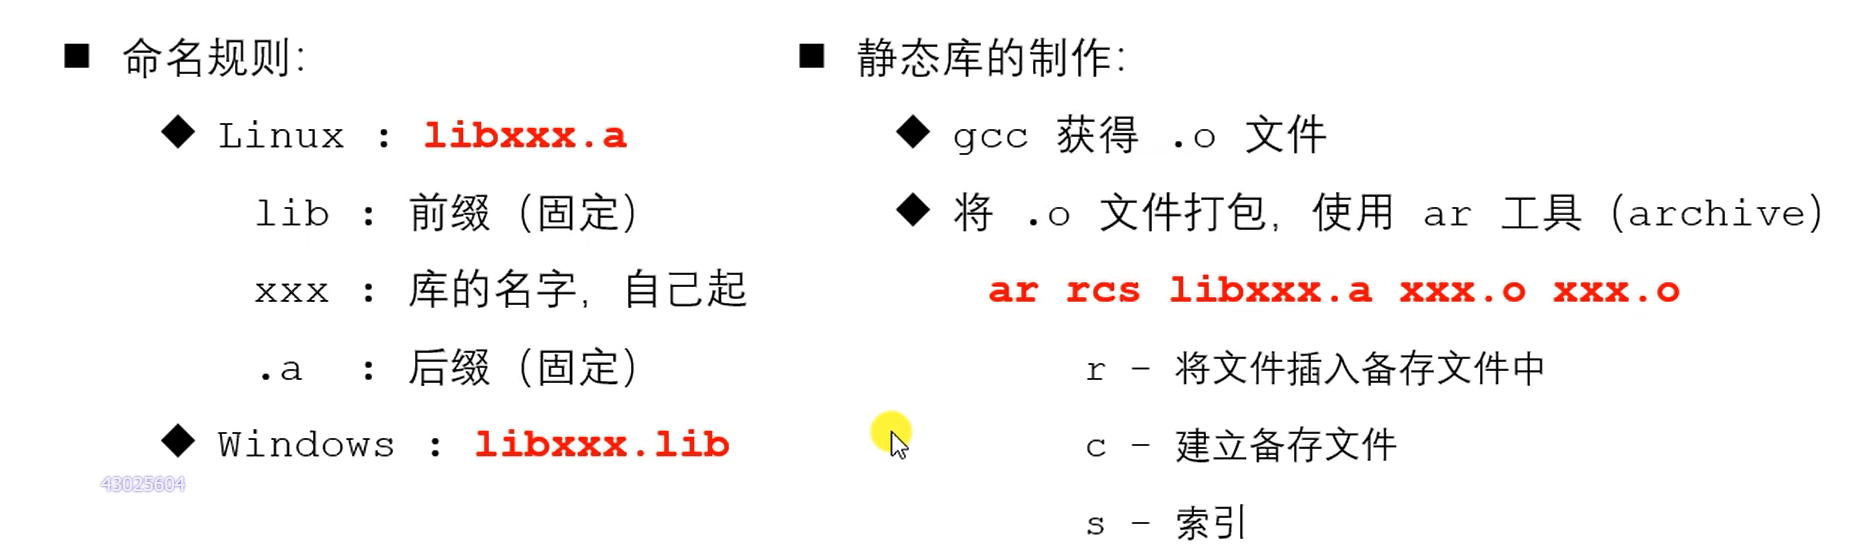 命名规则:
Linux : libxxx.a
lib : 前缀 (固定)
xxx : 库的名字, 自己起
.a : 后缀 (固定)
Windows : libxxx.lib
43025604
静态库的制作:
gcc 获得 .o 文件
将 .o 文件打包, 使用 ar 工具 (archive)
ar rcs libxxx.a xxx.o xxx.o
r - 将文件插入备存文件中
c - 建立备存文件
s - 索引